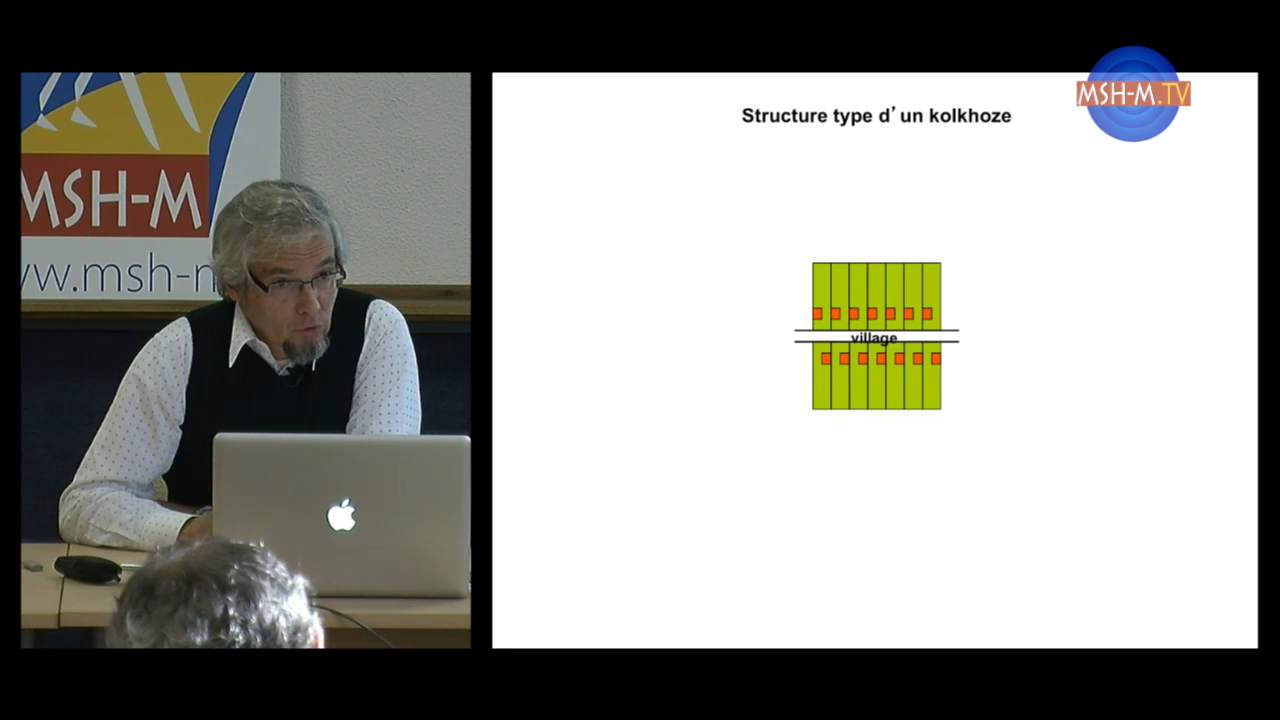 MSH-M
www.msh-m
MSH-M.TV
Structure type d’ un kolkhoze
village